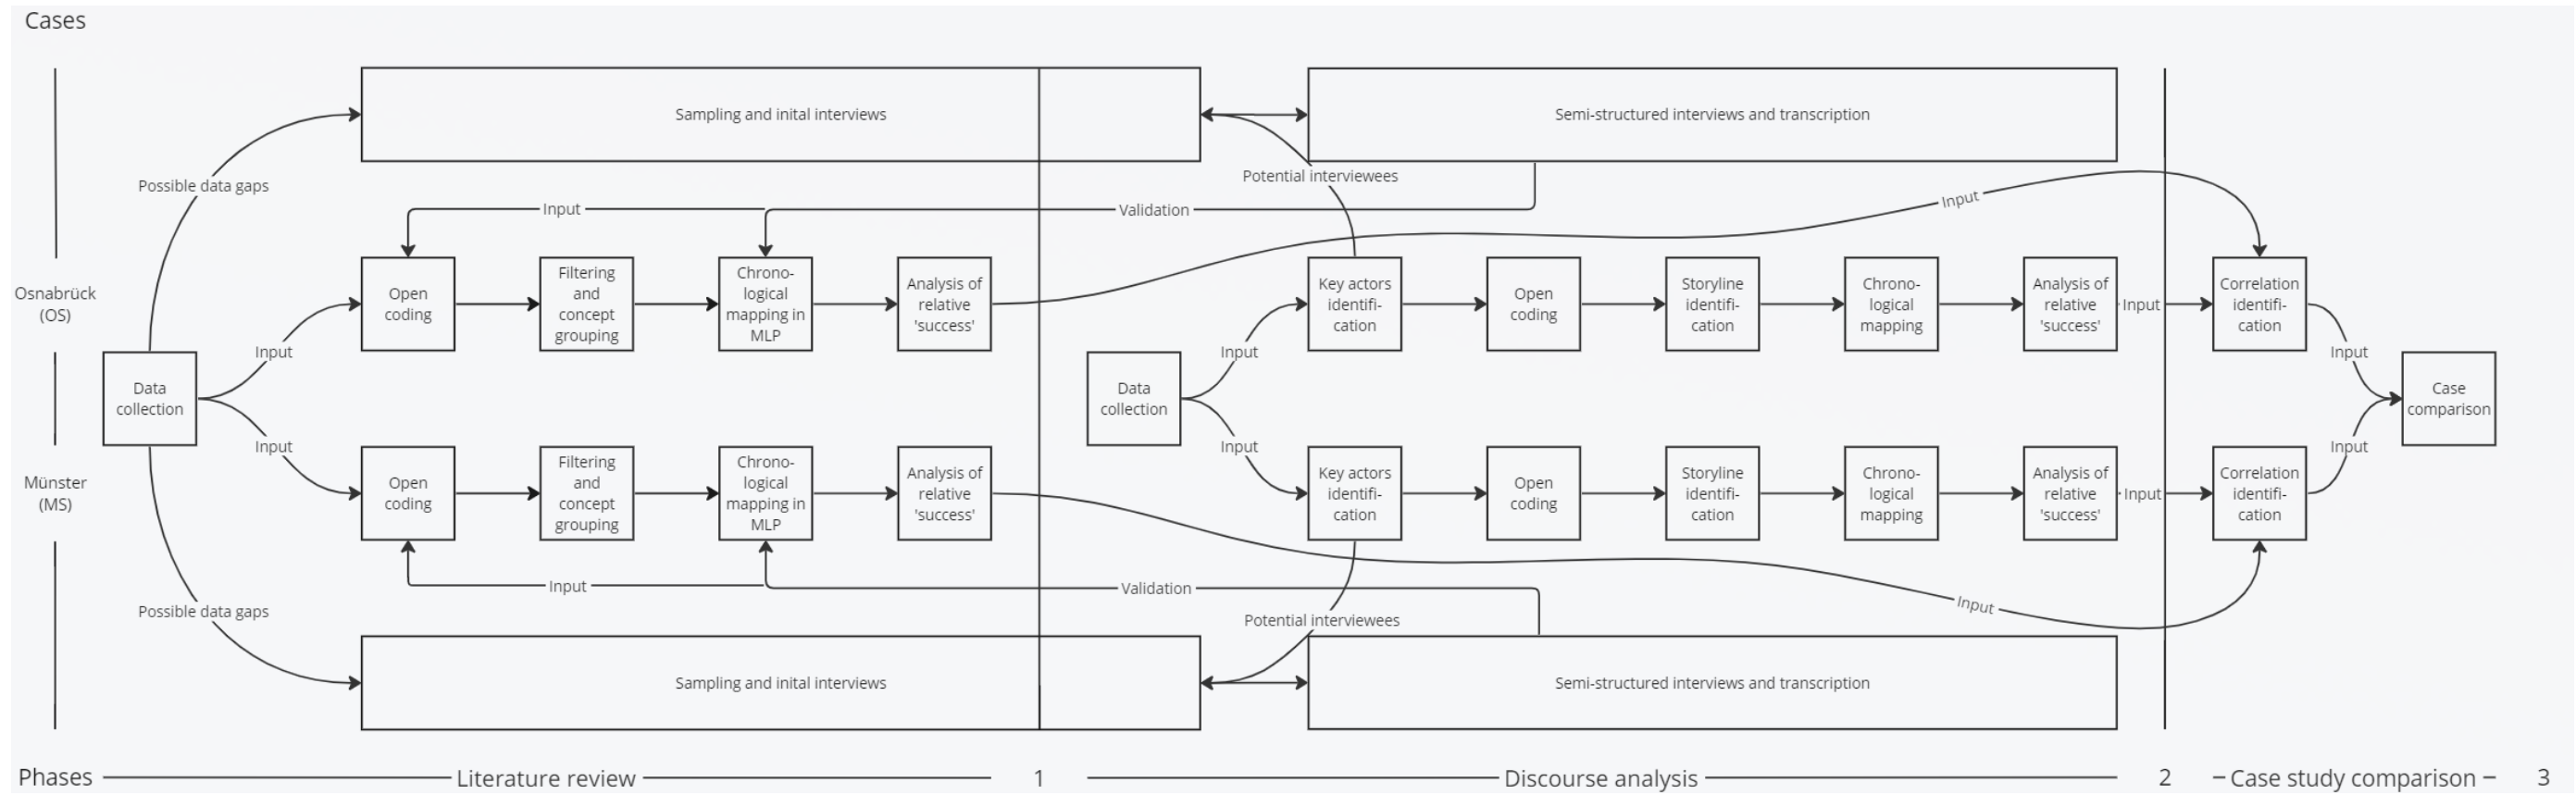 Cases
Sampling and inital interviews
Semi-structured interviews and transcription
Possible data gaps
Potential interviewees
Input
Validation
Input
Osnabrück
(OS)
Open
coding
Filtering
and
concept
grouping
Chrono-
logical
mapping in
MLP
Analysis of
relative
'success'
Key actors
identifi-
cation
Open
coding
Storyline
identifi-
cation
Chrono-
logical
mapping
Analysis of
relative
'success'
Input
Correlation
identifi-
cation
Input
Input
Input
Data
collection
Data
collection
Case
comparison
Input
Input
Input
Münster
(MS)
Open
coding
Filtering
and
concept
grouping
Chrono-
logical
mapping in
MLP
Analysis of
relative
'success'
Key actors
identifi-
cation
Open
coding
Storyline
identifi-
cation
Chrono-
logical
mapping
Analysis of
relative
'success'
Input
Correlation
identifi-
cation
Input
Validation
Input
Possible data gaps
Potential interviewees
Sampling and inital interviews
Semi-structured interviews and transcription
Phases
Literature review
1
Discourse analysis
2
Case study comparison
3